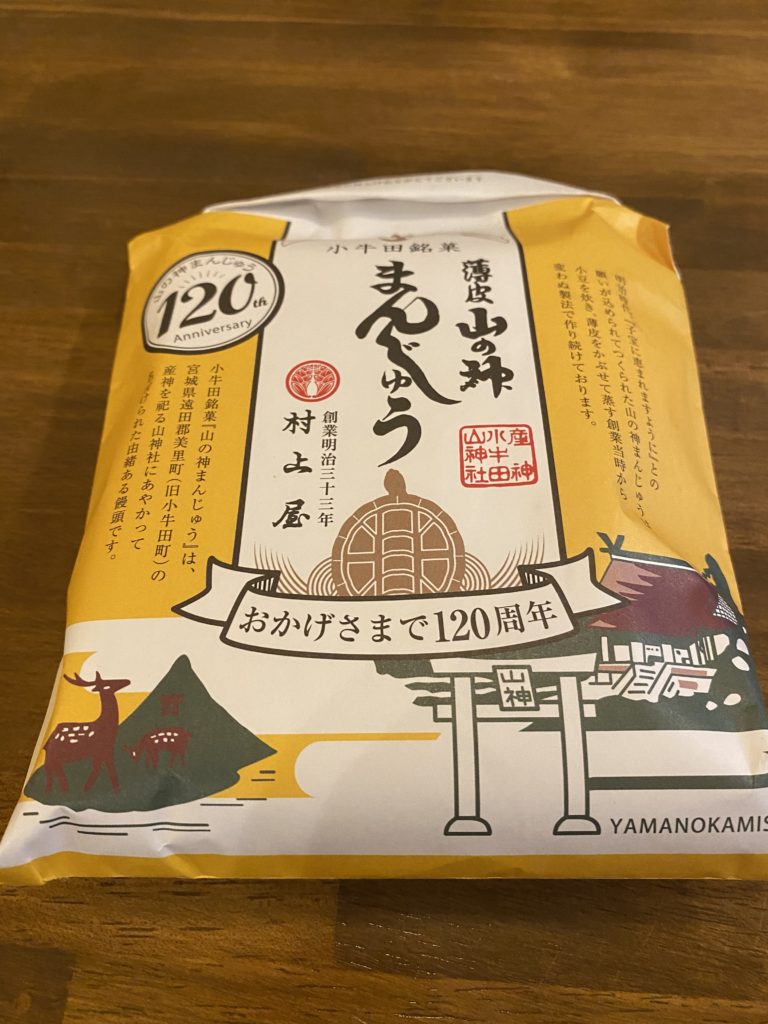 小牛田銘菓
薄皮 山の神
まんじゅう
山の神まんじゅう
120th
Anniversary
明治時代、「子宝に恵まれますように」との
願いが込められてつくられた山の神まんじゅうは
小豆を炊き、薄皮をかぶせて蒸す創業当時から
変わぬ製法で作り続けております。
産神
小牛田
山神社
創業明治三十三年
村上屋
小牛田銘菓『山の神まんじゅう』は、
宮城県遠田郡美里町(旧小牛田町)の
産神を祀る山神社にあやかって
られた由緒ある饅頭です。
おかげさまで120周年
山神
YAMANOKAMIS